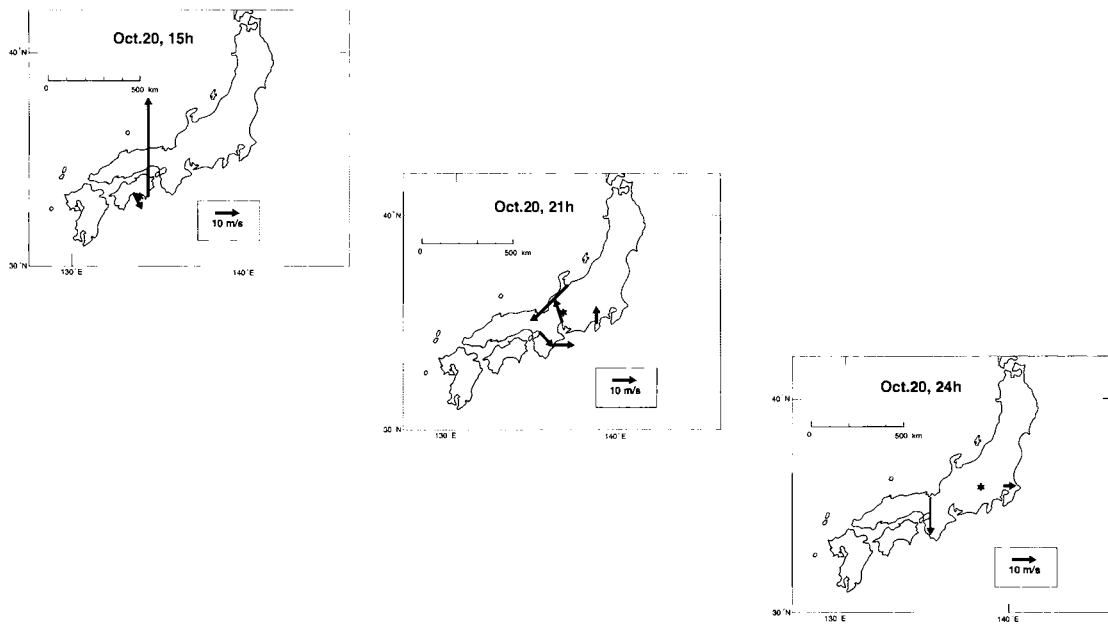 Oct.20, 15h
40°N
0 500 km
10 m/s
30°N
130°E 140°E
Oct.20, 21h
40°N
0 500 km
10 m/s
30°N
130 E 140 E
Oct.20, 24h
40°N
0 500 km
10 m/s
30°N
130 E 140°E